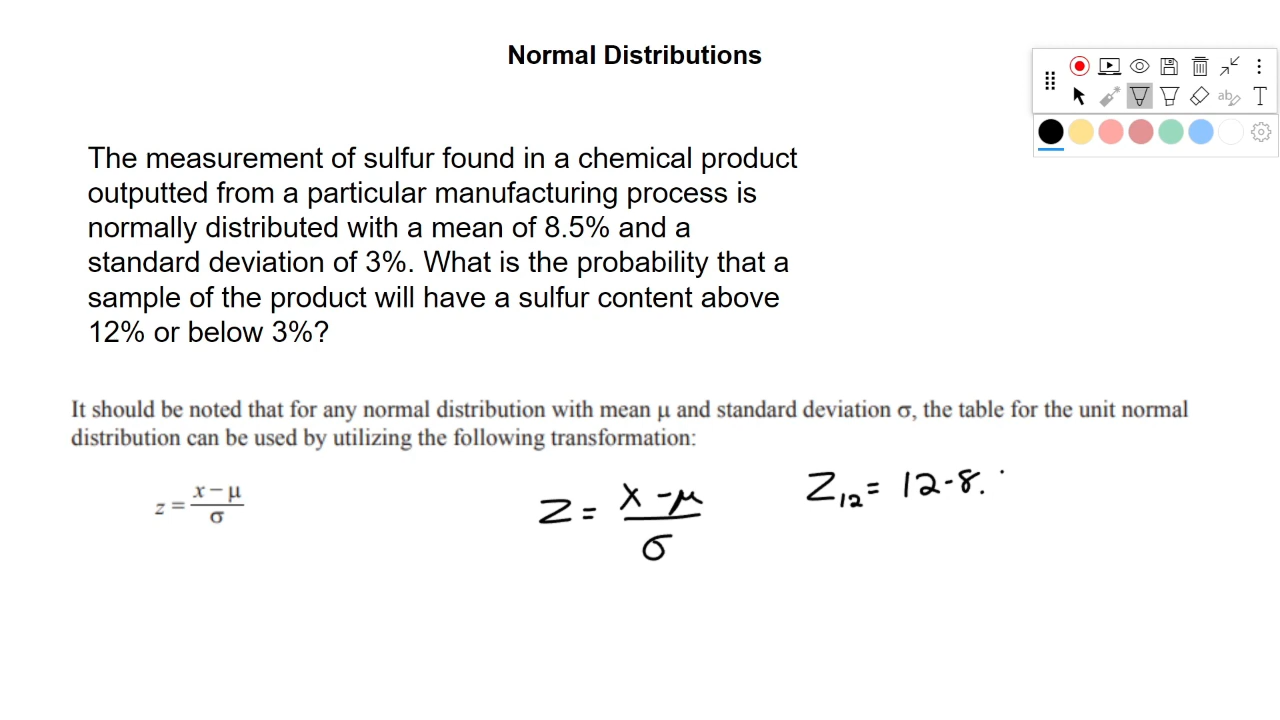 Normal Distributions
The measurement of sulfur found in a chemical product
outputted from a particular manufacturing process is
normally distributed with a mean of 8.5% and a
standard deviation of 3%. What is the probability that a
sample of the product will have a sulfur content above
12% or below 3%?
It should be noted that for any normal distribution with mean μ and standard deviation σ, the table for the unit normal
distribution can be used by utilizing the following transformation:
z = x – μ
σ
Z = X - μ
σ
Z12 = 12-8.
ab
T